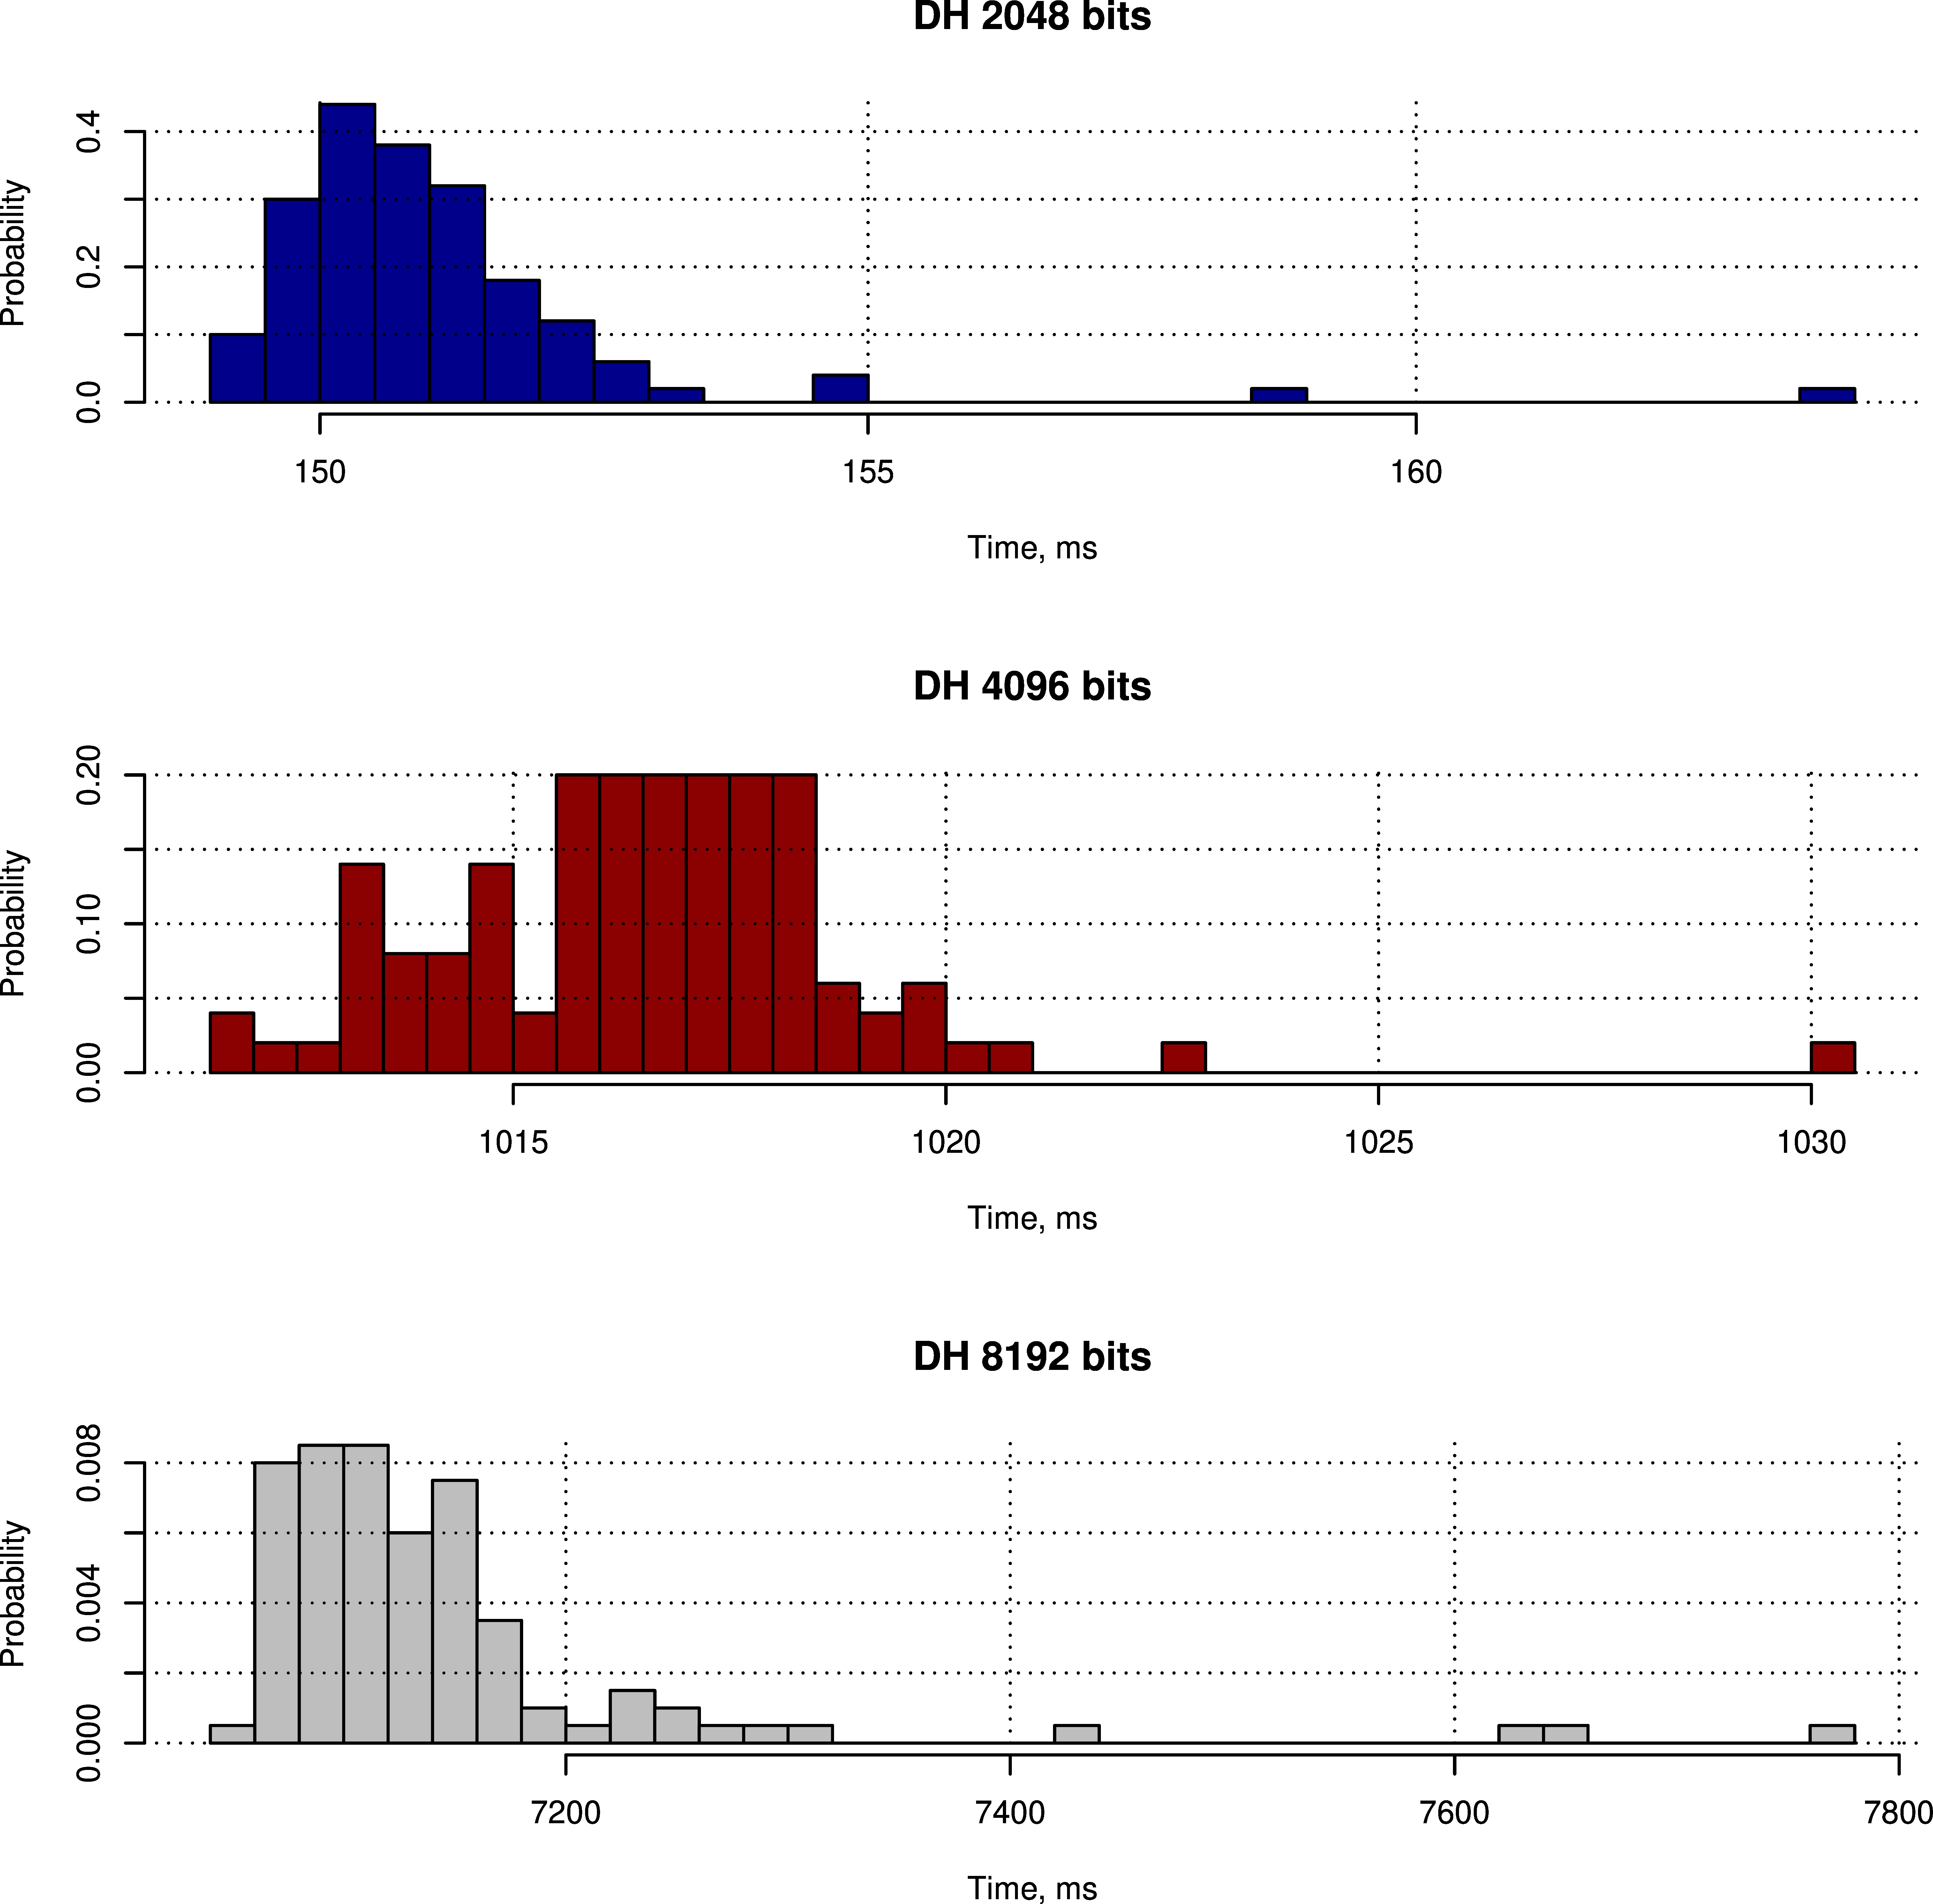 DH 2048 bits
Probability
0.4
0.2
0.0
150 155 160
Time, ms
DH 4096 bits
Probability
0.20
0.10
0.00
1015 1020 1025 1030
Time, ms
DH 8192 bits
Probability
0.008
0.004
0.000
7200 7400 7600 7800
Time, ms